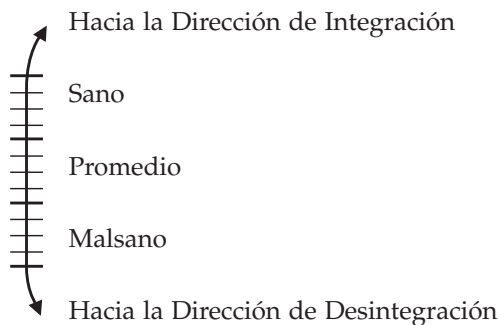 Hacia la Dirección de Integración
Sano
Promedio
Malsano
Hacia la Dirección de Desintegración